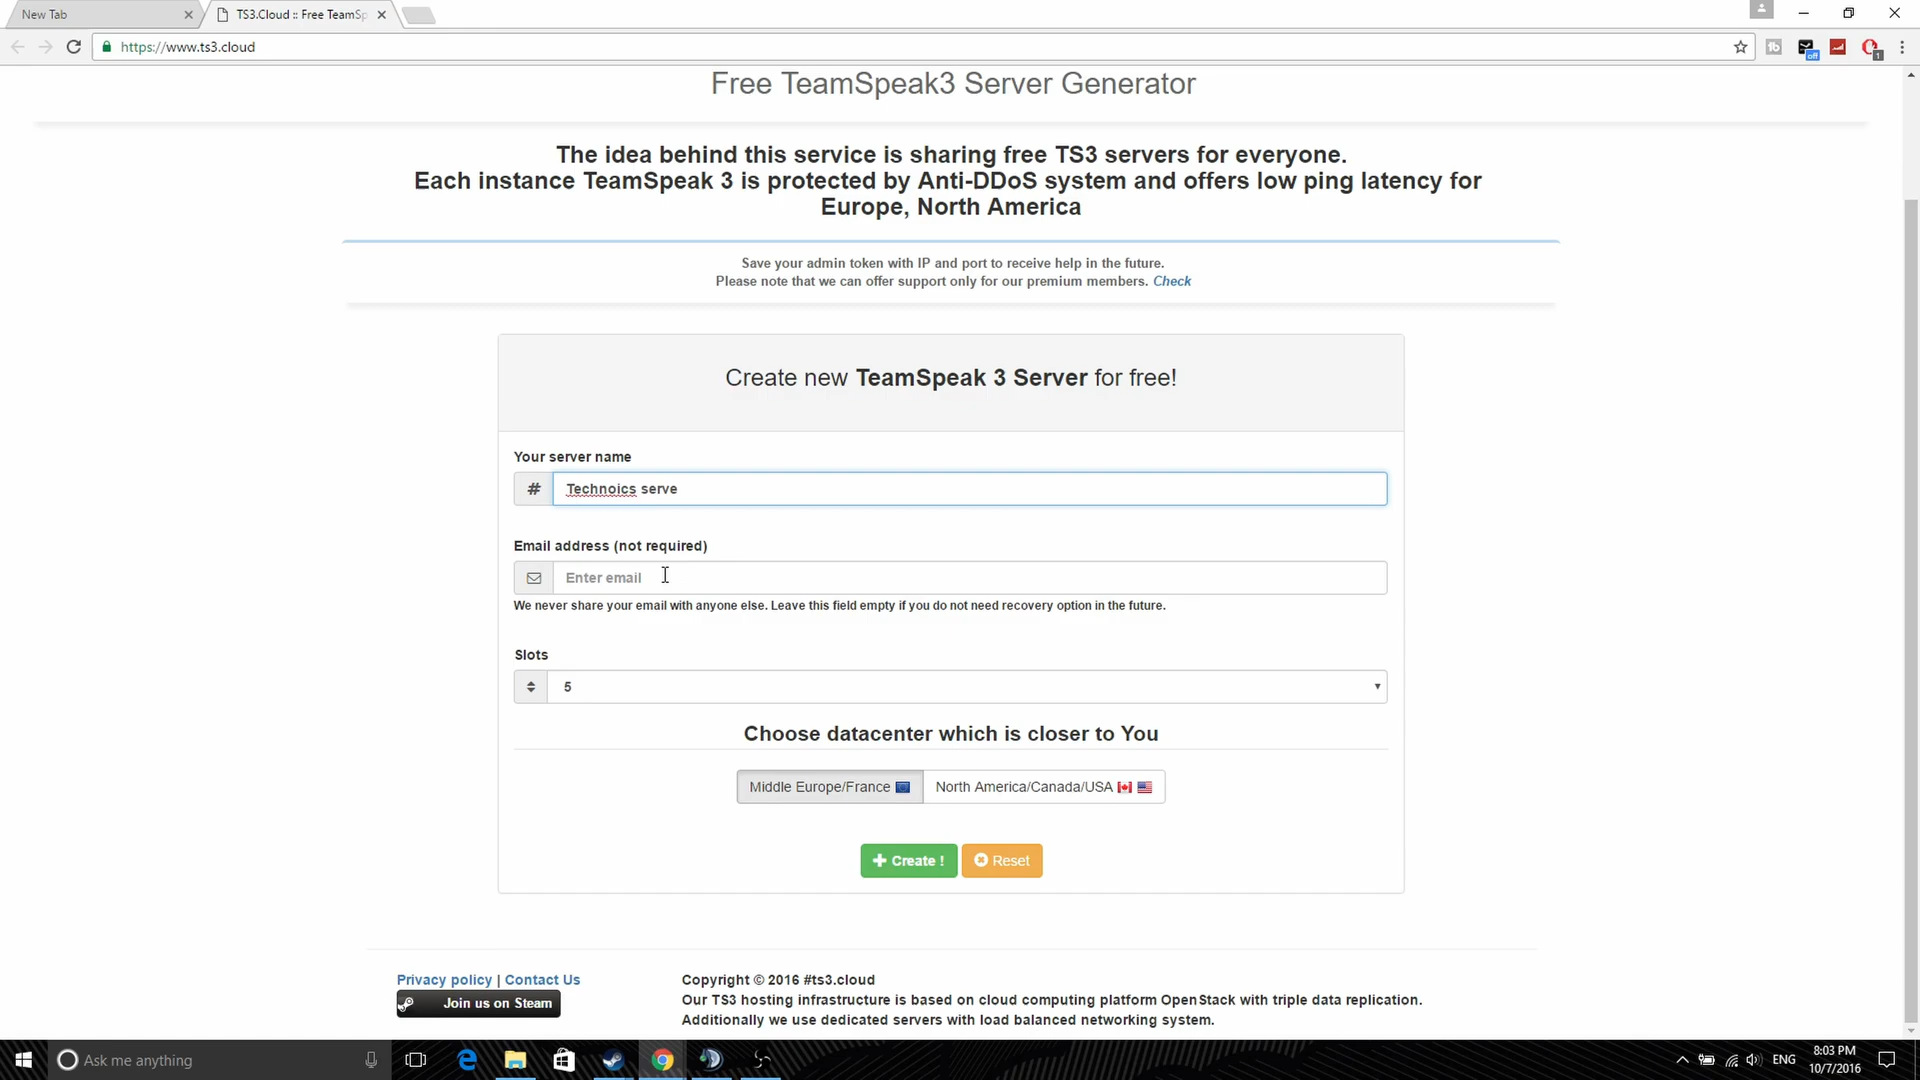 New Tab
TS3.Cloud :: Free TeamSp
https://www.ts3.cloud
off
1
Free TeamSpeak3 Server Generator
The idea behind this service is sharing free TS3 servers for everyone.
Each instance TeamSpeak 3 is protected by Anti-DDoS system and offers low ping latency for
Europe, North America
Save your admin token with IP and port to receive help in the future.
Please note that we can offer support only for our premium members. Check
Create new TeamSpeak 3 Server for free!
Your server name
# Technoics serve
Email address (not required)
Enter email
We never share your email with anyone else. Leave this field empty if you do not need recovery option in the future.
Slots
5
Choose datacenter which is closer to You
Middle Europe/France
North America/Canada/USA
Create !
Reset
Privacy policy | Contact Us
Join us on Steam
Copyright © 2016 #ts3.cloud
Our TS3 hosting infrastructure is based on cloud computing platform OpenStack with triple data replication.
Additionally we use dedicated servers with load balanced networking system.
Ask me anything
ENG
8:03 PM
10/7/2016